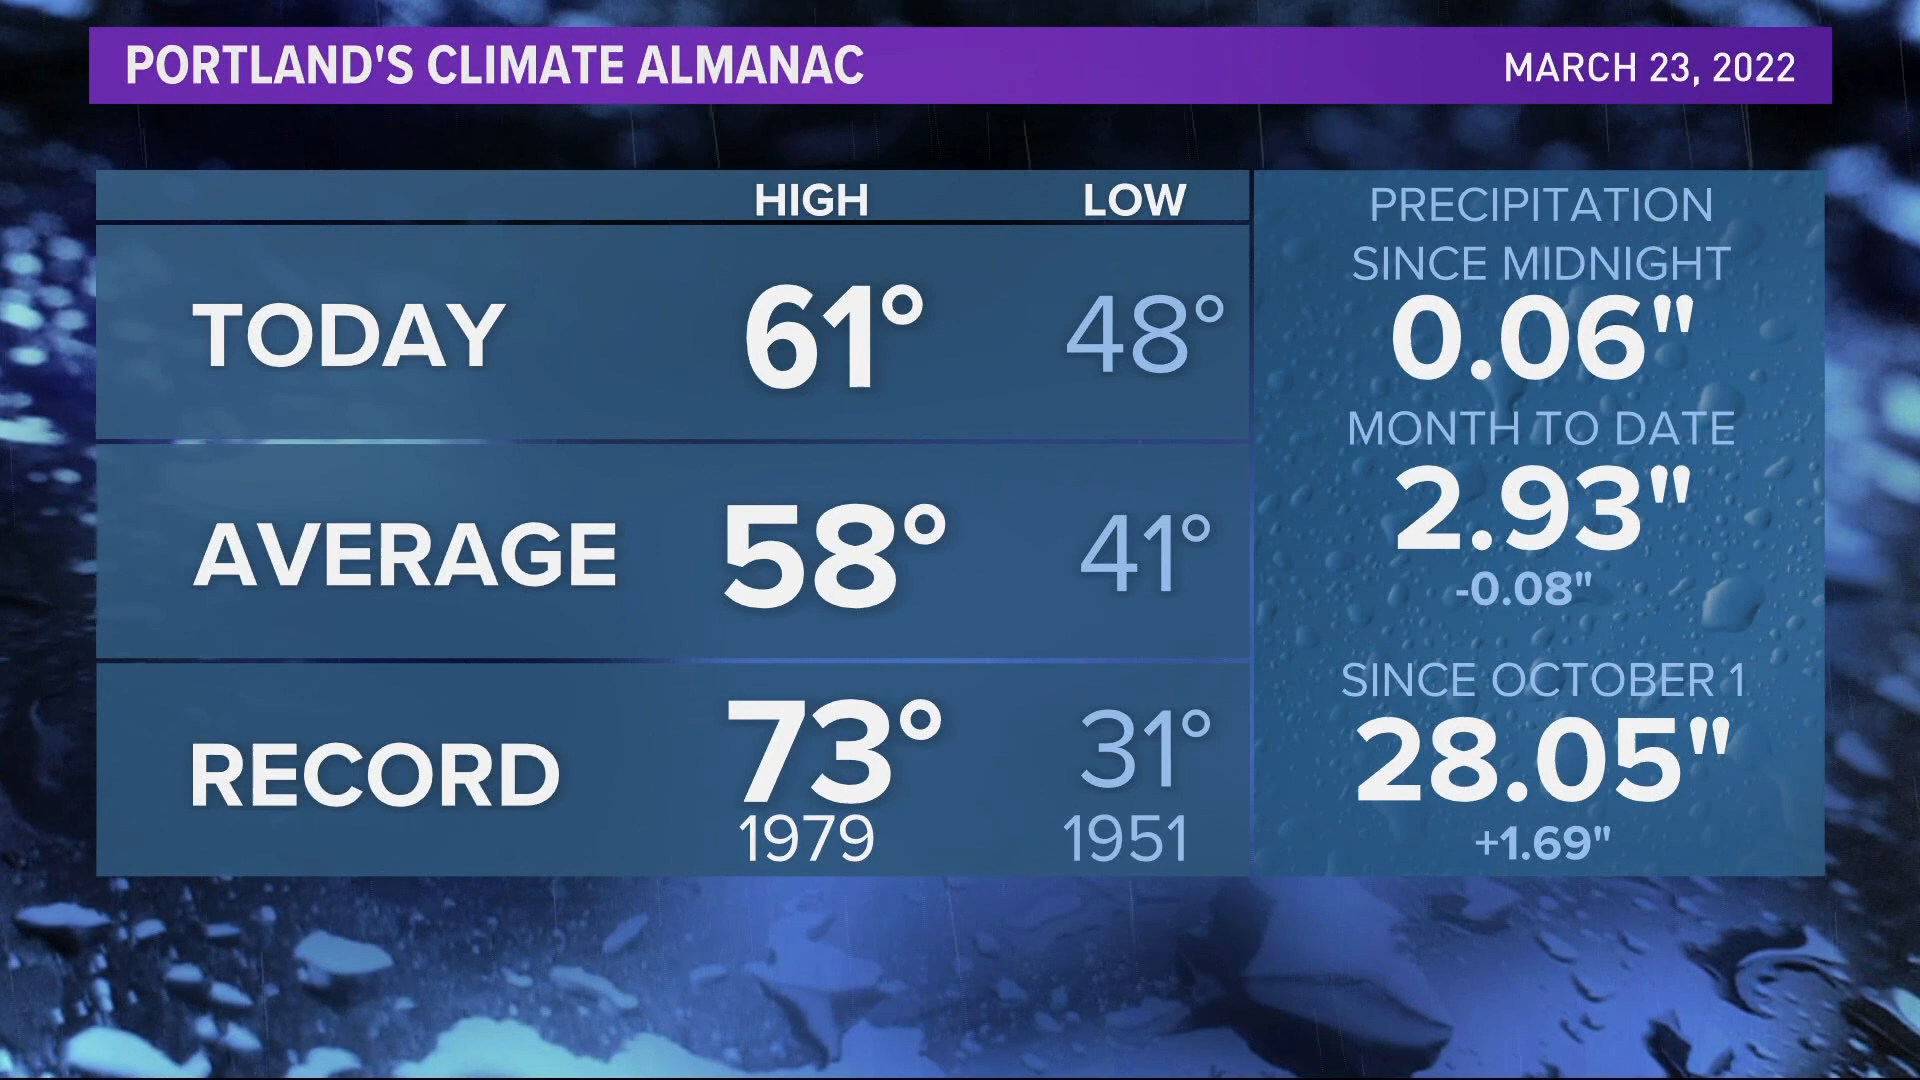 PORTLAND'S CLIMATE ALMANAC
MARCH 23, 2022
HIGH LOW
TODAY 61° 48°
AVERAGE 58° 41°
RECORD 73° 31°
1979 1951
PRECIPITATION
SINCE MIDNIGHT
0.06"
MONTH TO DATE
2.93"
-0.08"
SINCE OCTOBER 1
28.05"
+1.69"